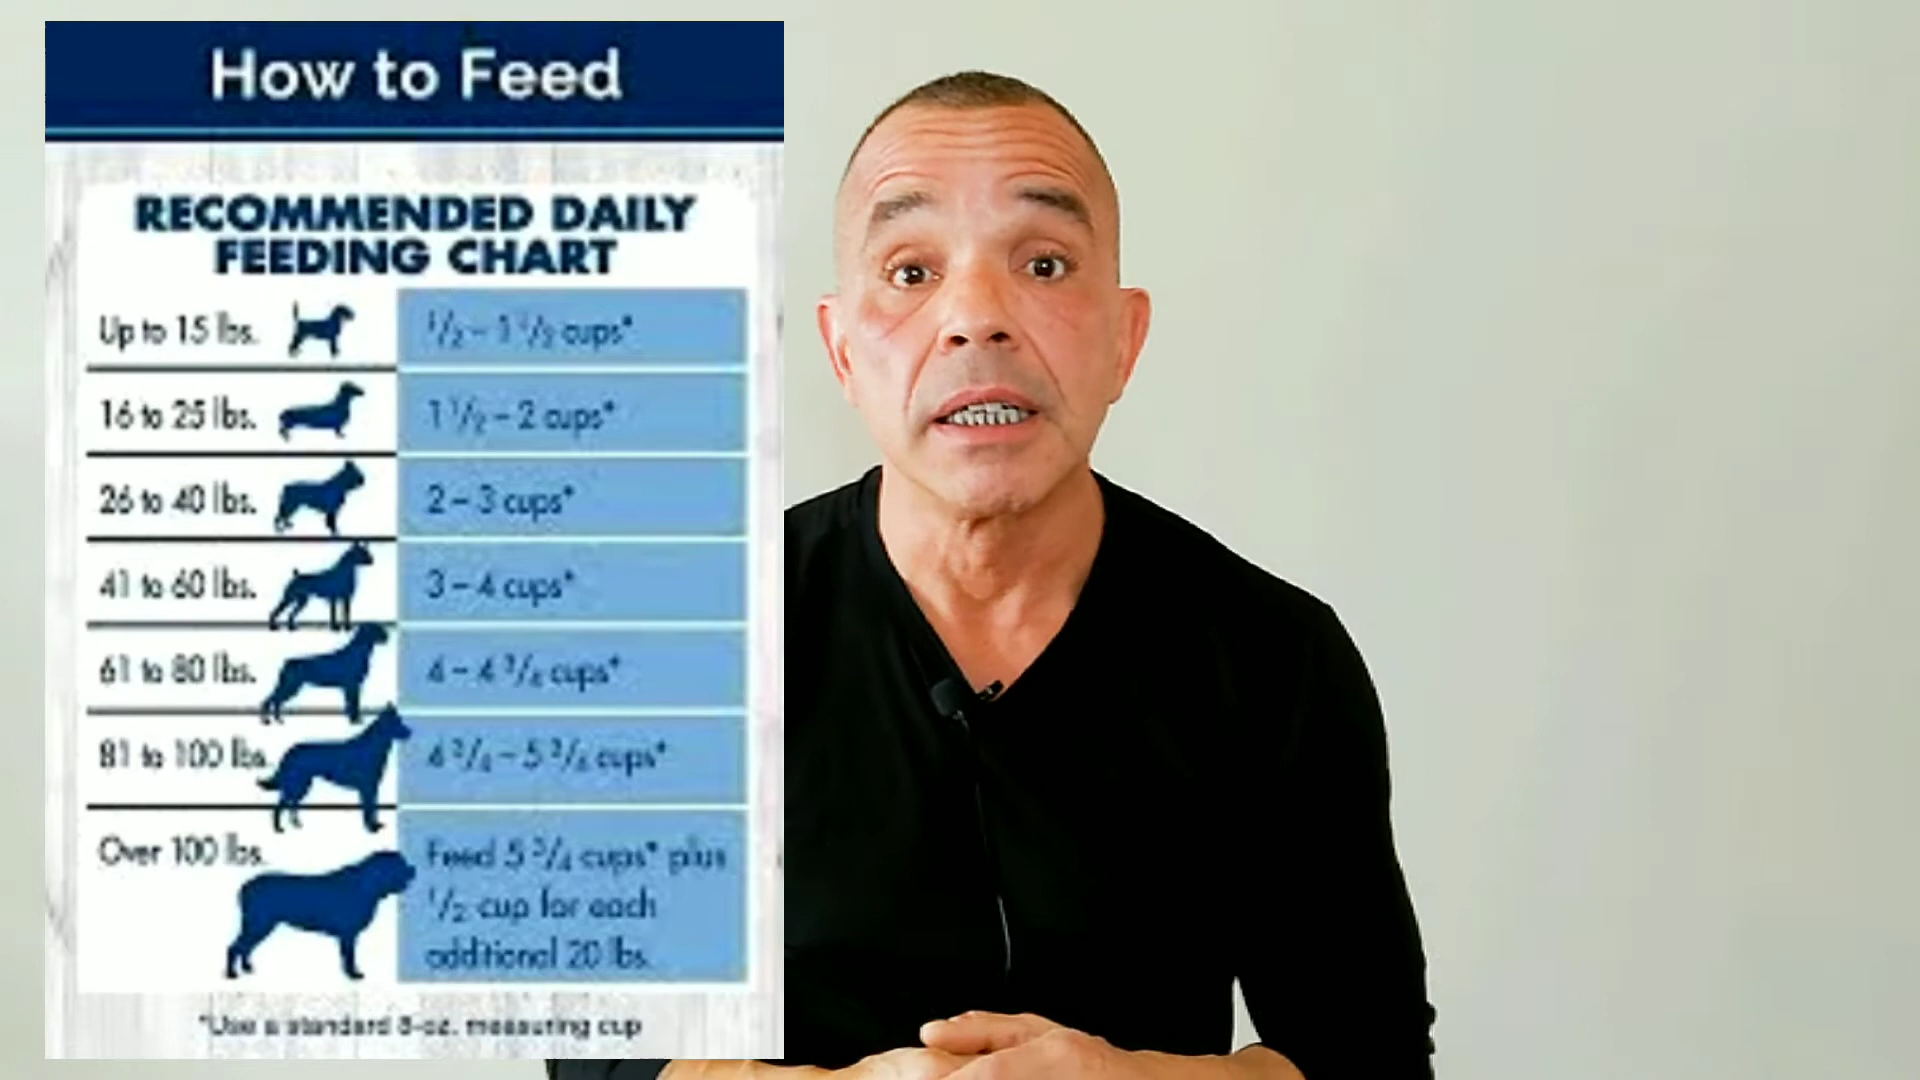 How to Feed
RECOMMENDED DAILY
FEEDING CHART
Up to 15 lbs. 1/2 – 1 1/2 cups*
16 to 25 lbs. 1 1/2 – 2 cups*
26 to 40 lbs. 2 – 3 cups*
41 to 60 lbs. 3 – 4 cups*
61 to 80 lbs. 4 – 4 3/4 cups*
81 to 100 lbs. 4 3/4 – 5 3/4 cups*
Over 100 lbs. Feed 5 3/4 cups* plus
1/2 cup for each
additional 20 lbs.
*Use a standard 8-oz. measuring cup